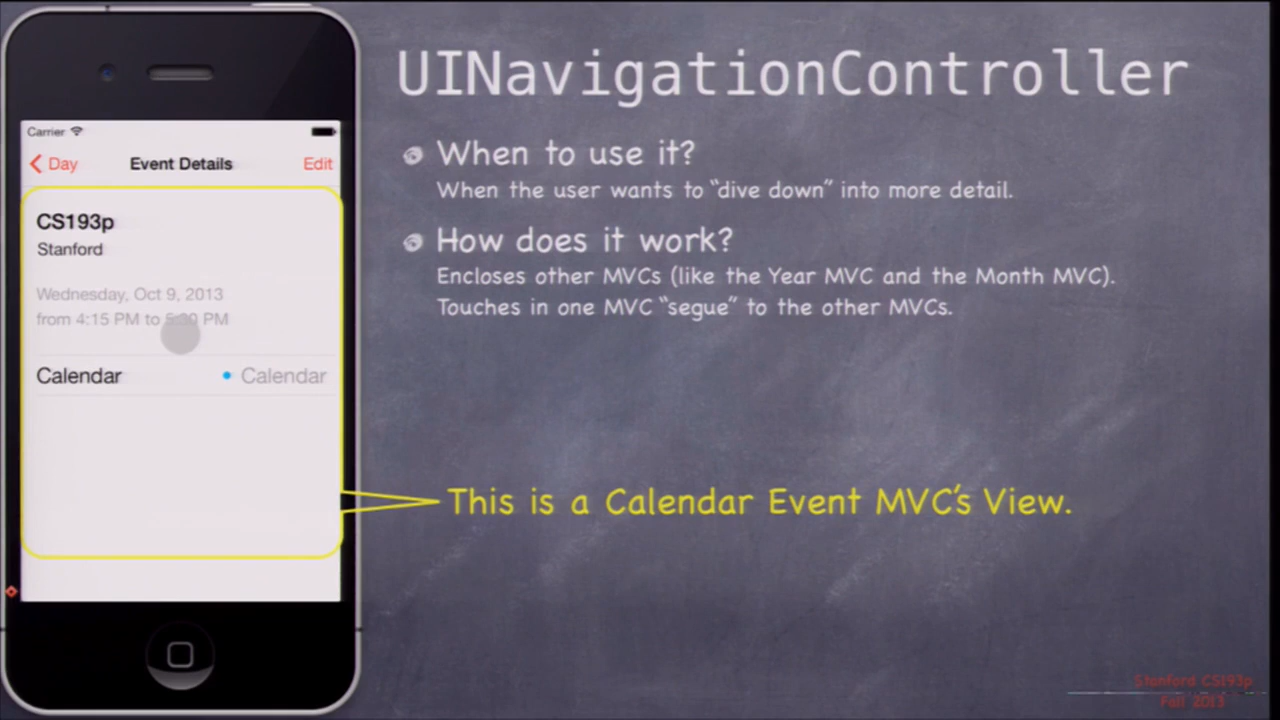 UINavigationController
When to use it?
When the user wants to “dive down” into more detail.
How does it work?
Encloses other MVCs (like the Year MVC and the Month MVC).
Touches in one MVC “segue” to the other MVCs.
Carrier
Day Event Details Edit
CS193p
Stanford
Wednesday, Oct 9, 2013
from 4:15 PM to 5:30 PM
Calendar Calendar
This is a Calendar Event MVC’s View.
Stanford CS193p
Fall 2013